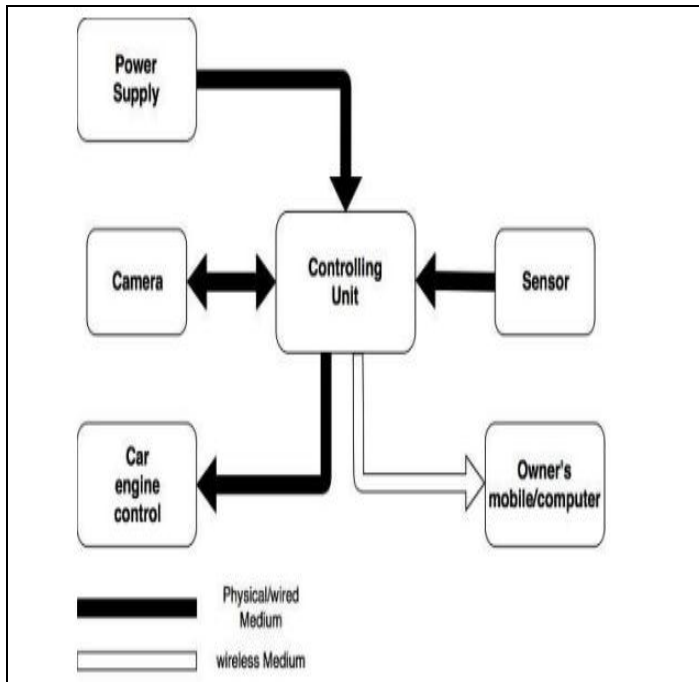 Power
Supply
Camera
Controlling
Unit
Sensor
Car
engine
control
Owner's
mobile/computer
Physical/wired
Medium
wireless Medium